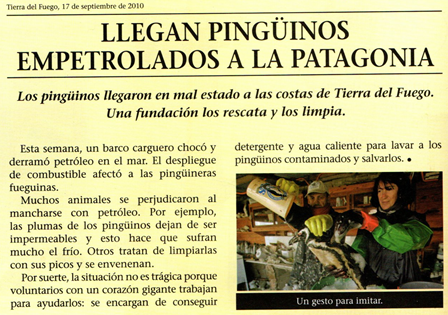 Tierra del Fuego, 17 de septiembre de 2010
LLEGAN PINGÜINOS
EMPETROLADOS A LA PATAGONIA
Los pingüinos llegaron en mal estado a las costas de Tierra del Fuego.
Una fundación los rescata y los limpia.
Esta semana, un barco carguero chocó y
derramó petróleo en el mar. El despliegue
de combustible afectó a las pingüineras
fueguinas.
Muchos animales se perjudicaron al
mancharse con petróleo. Por ejemplo,
las plumas de los pingüinos dejan de ser
impermeables y esto hace que sufran
mucho el frío. Otros tratan de limpiarlas
con sus picos y se envenenan.
Por suerte, la situación no es trágica porque
voluntarios con un corazón gigante trabajan
para ayudarlos: se encargan de conseguir
detergente y agua caliente para lavar a los
pingüinos contaminados y salvarlos. •
Un gesto para imitar.